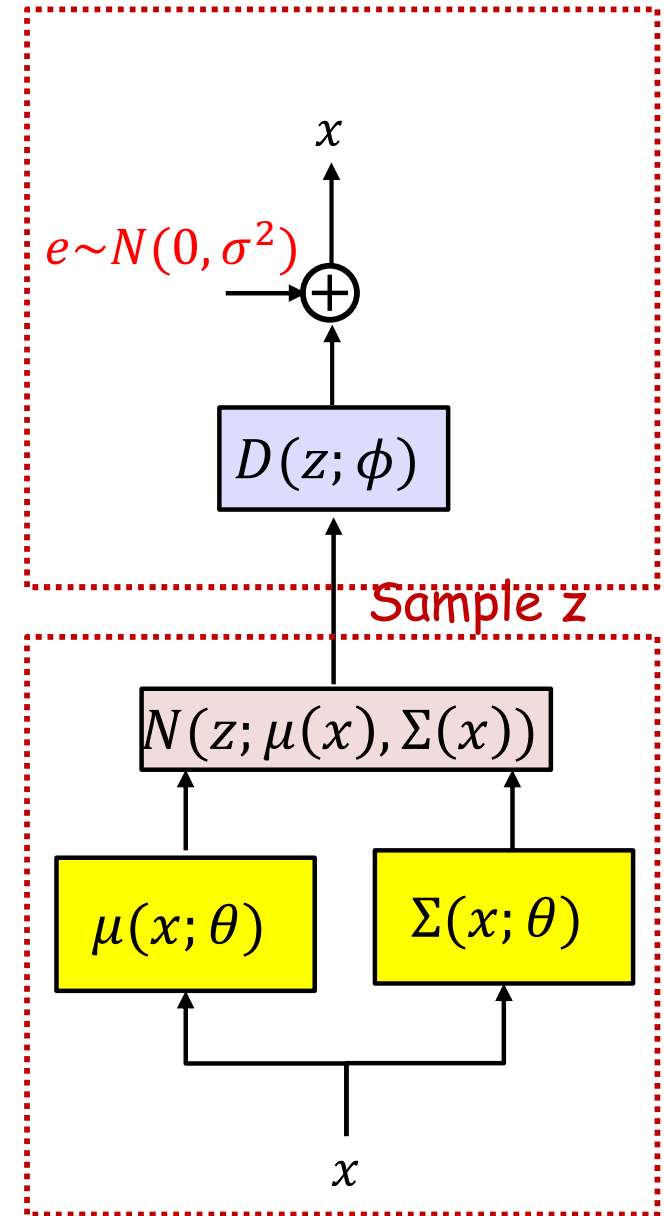 x
e~N(0, σ²)
+
D(z; ϕ)
Sample z
N(z; μ(x), Σ(x))
μ(x; θ)
Σ(x; θ)
x